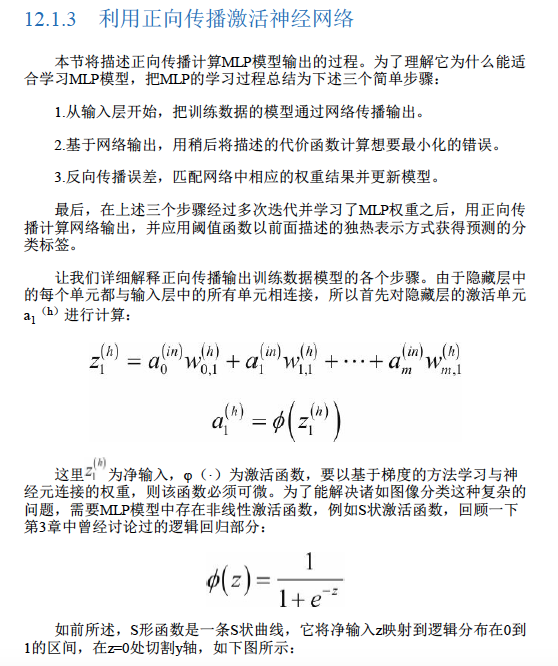 12.1.3 利用正向传播激活神经网络
本节将描述正向传播计算MLP模型输出的过程。为了理解它为什么能适
合学习MLP模型，把MLP的学习过程总结为下述三个简单步骤：
1.从输入层开始，把训练数据的模型通过网络传播输出。
2.基于网络输出，用稍后将描述的代价函数计算想要最小化的错误。
3.反向传播误差，匹配网络中相应的权重结果并更新模型。
最后，在上述三个步骤经过多次迭代并学习了MLP权重之后，用正向传
播计算网络输出，并应用阈值函数以前面描述的独热表示方式获得预测的分
类标签。
让我们详细解释正向传播输出训练数据模型的各个步骤。由于隐藏层中
的每个单元都与输入层中的所有单元相连接，所以首先对隐藏层的激活单元
a₁⁽ʰ⁾进行计算：
z₁^(h) = a₀^(in) w₀,₁^(h) + a₁^(in) w₁,₁^(h) + ⋯ + aₘ^(in) wₘ,₁^(h)
a₁^(h) = ϕ(z₁^(h))
这里z₁^(h)为净输入，φ（·）为激活函数，要以基于梯度的方法学习与神
经元连接的权重，则该函数必须可微。为了能解决诸如图像分类这种复杂的
问题，需要MLP模型中存在非线性激活函数，例如S状激活函数，回顾一下
第3章中曾经讨论过的逻辑回归部分：
ϕ(z) = 1 / (1 + e^(−z))
如前所述，S形函数是一条S状曲线，它将净输入z映射到逻辑分布在0到
1的区间，在z=0处切割y轴，如下图所示：